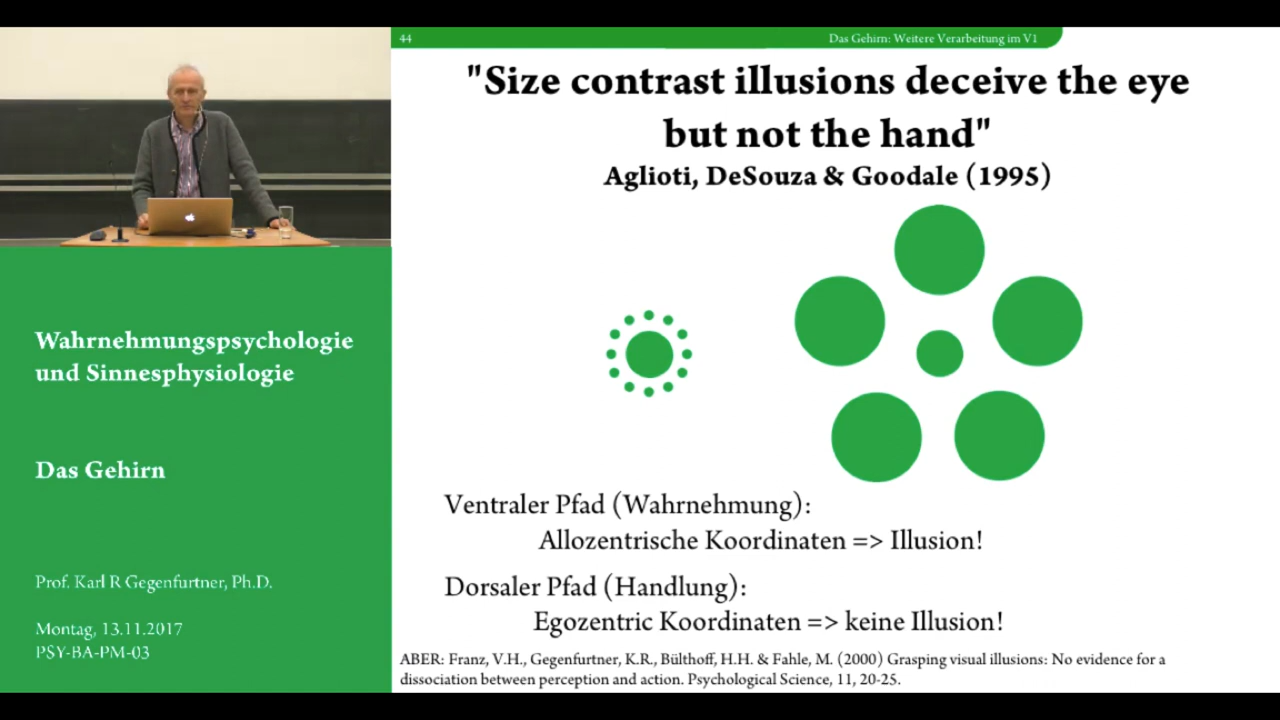 44
Das Gehirn: Weitere Verarbeitung im V1
"Size contrast illusions deceive the eye
but not the hand"
Aglioti, DeSouza & Goodale (1995)
Ventraler Pfad (Wahrnehmung):
Allozentrische Koordinaten => Illusion!
Dorsaler Pfad (Handlung):
Egozentric Koordinaten => keine Illusion!
ABER: Franz, V.H., Gegenfurtner, K.R., Bülthoff, H.H. & Fahle, M. (2000) Grasping visual illusions: No evidence for a
dissociation between perception and action. Psychological Science, 11, 20-25.
Wahrnehmungspsychologie
und Sinnesphysiologie
Das Gehirn
Prof. Karl R Gegenfurtner, Ph.D.
Montag, 13.11.2017
PSY-BA-PM-03